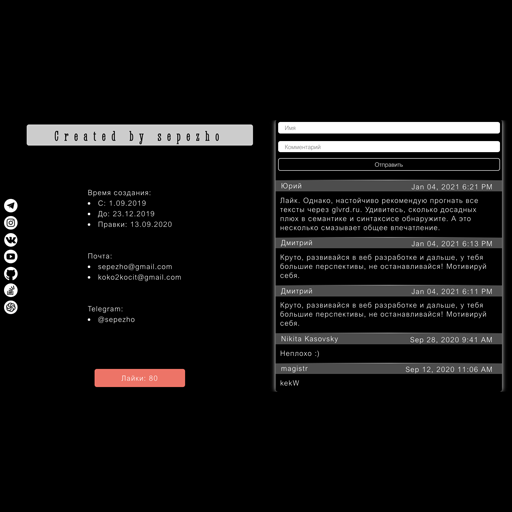 Created by sepezho
Время создания:
С: 1.09.2019
До: 23.12.2019
Правки: 13.09.2020
Почта:
sepezho@gmail.com
koko2kocit@gmail.com
Telegram:
@sepezho
Лайки: 80
Имя
Комментарий
Отправить
Юрий Jan 04, 2021 6:21 PM
Лайк. Однако, настойчиво рекомендую прогнать все
тексты через glvrd.ru. Удивитесь, сколько досадных
плюх в семантике и синтаксисе обнаружите. А это
несколько смазывает общее впечатление.
Дмитрий Jan 04, 2021 6:13 PM
Круто, развивайся в веб разработке и дальше, у тебя
большие перспективы, не останавливайся! Мотивируй
себя.
Дмитрий Jan 04, 2021 6:11 PM
Круто, развивайся в веб разработке и дальше, у тебя
большие перспективы, не останавливайся! Мотивируй
себя.
Nikita Kasovsky Sep 28, 2020 9:41 AM
Неплохо :)
magistr Sep 12, 2020 11:06 AM
kekW